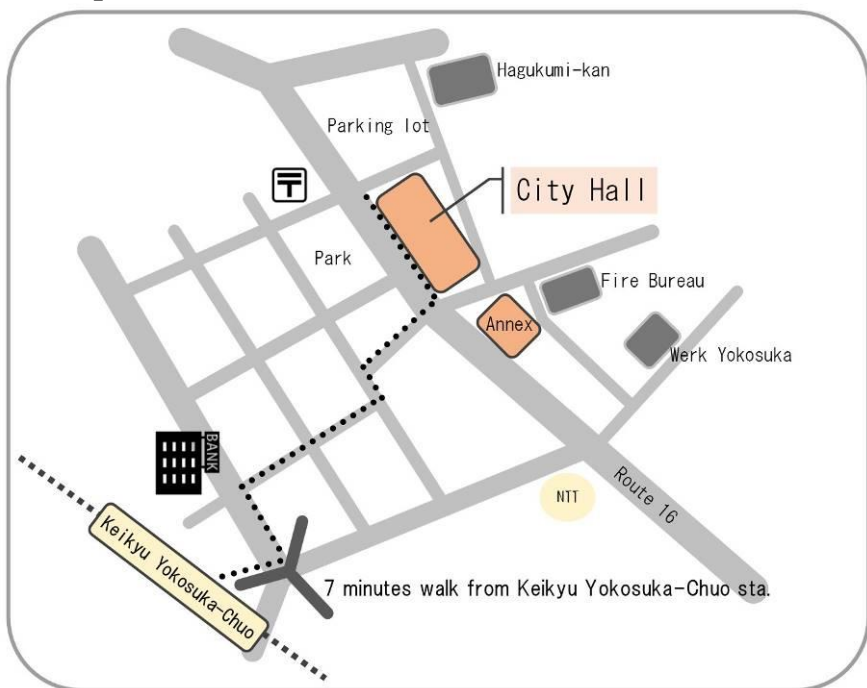 Hagukumi-kan
Parking lot
〒
City Hall
Park
Fire Bureau
Annex
Werk Yokosuka
BANK
Route 16
NTT
Keikyu Yokosuka-Chuo
7 minutes walk from Keikyu Yokosuka-Chuo sta.